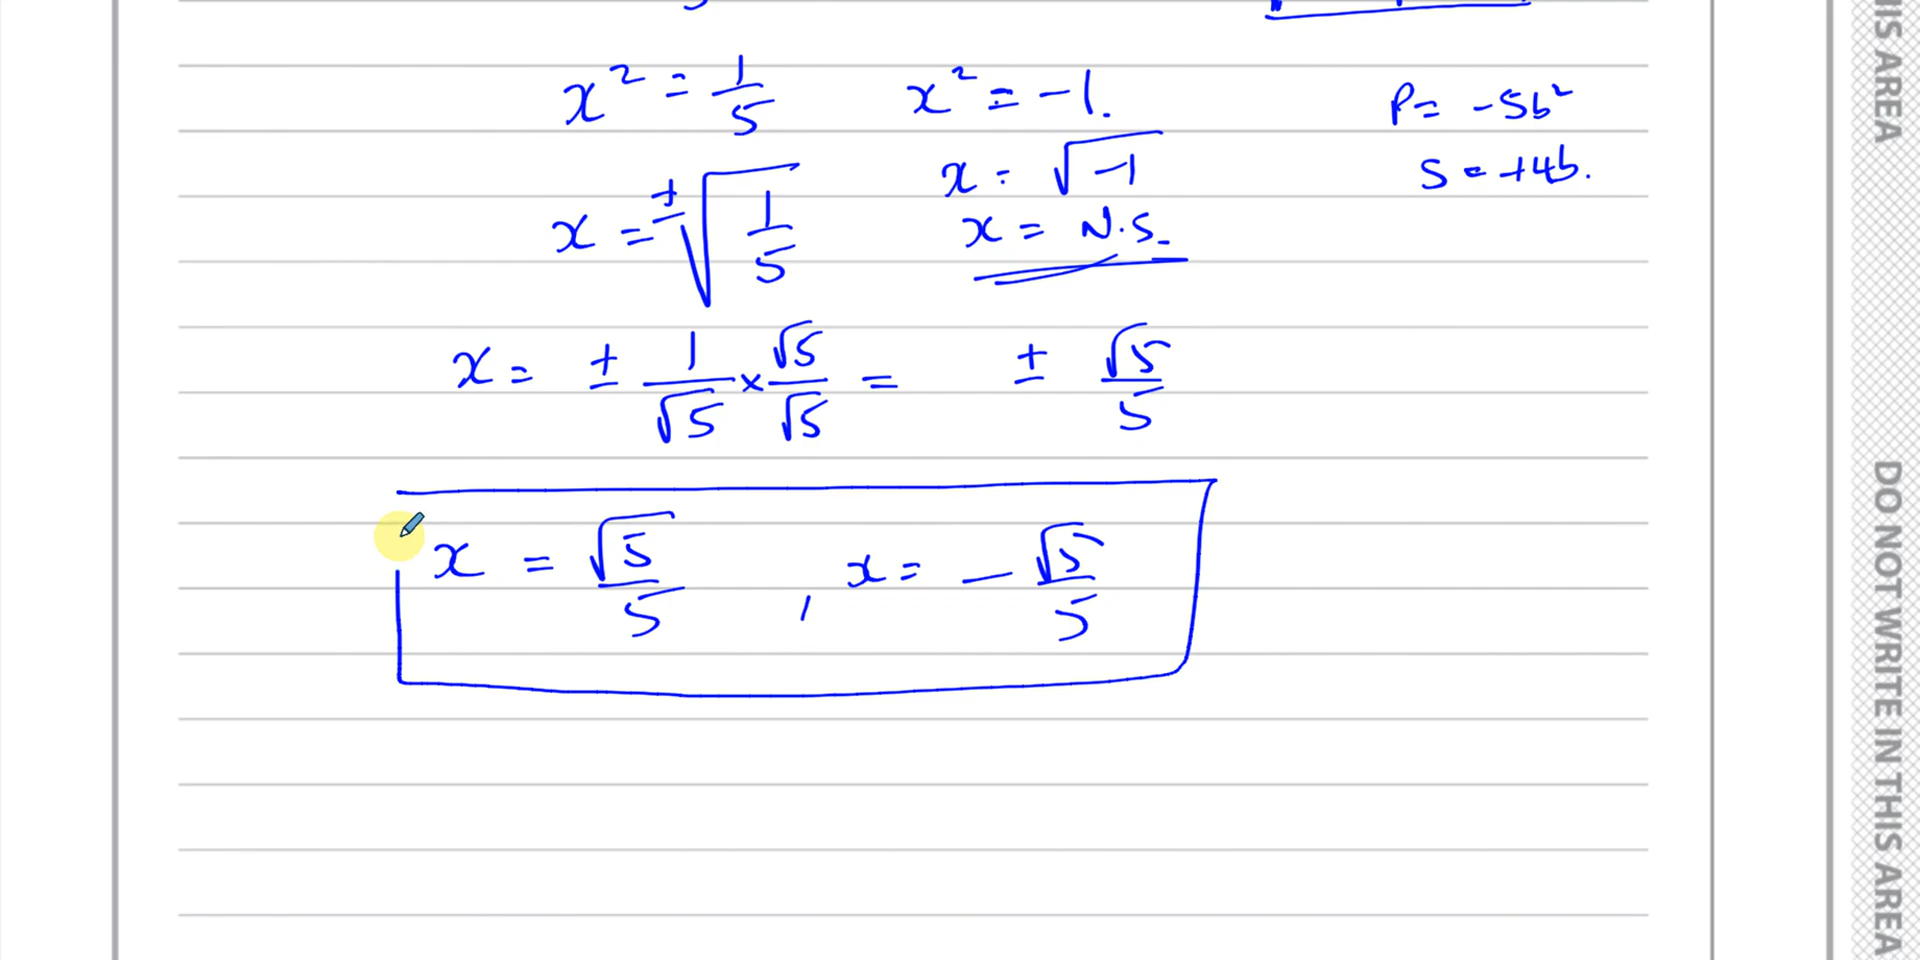 x² = 1/5
x² = -1.
x = ±√(1/5)
x = √-1
x = N.S.
x = ± 1/√5 × √5/√5 = ± √5/5
x = √5/5 , x = - √5/5
P = -5b²
S = +4b.
HIS AREA
DO NOT WRITE IN THIS AREA